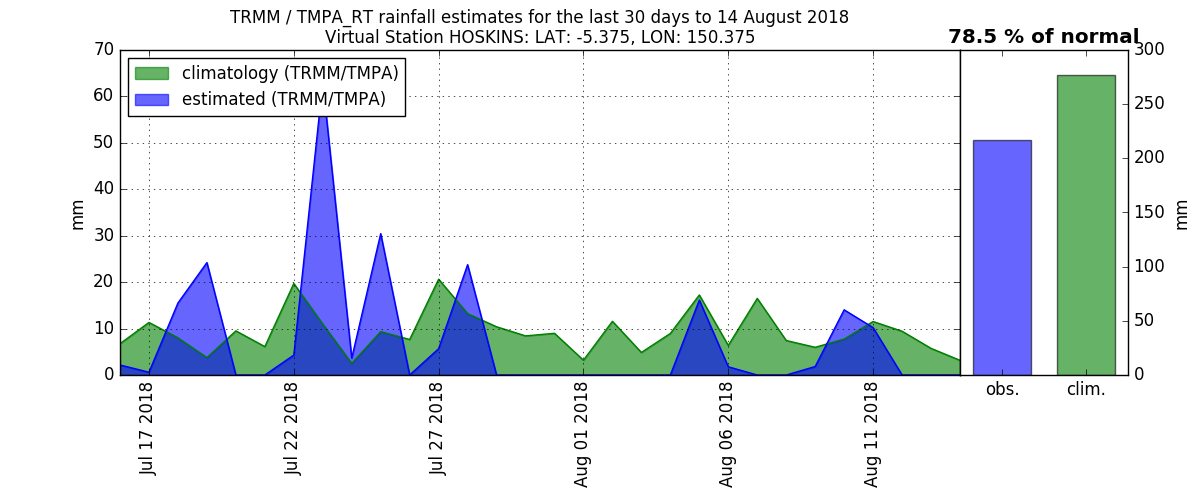 TRMM / TMPA_RT rainfall estimates for the last 30 days to 14 August 2018
Virtual Station HOSKINS: LAT: -5.375, LON: 150.375
78.5 % of normal
climatology (TRMM/TMPA)
estimated (TRMM/TMPA)
70
60
50
40
30
20
10
0
mm
Jul 17 2018
Jul 22 2018
Jul 27 2018
Aug 01 2018
Aug 06 2018
Aug 11 2018
300
250
200
150
100
50
0
mm
obs.
clim.